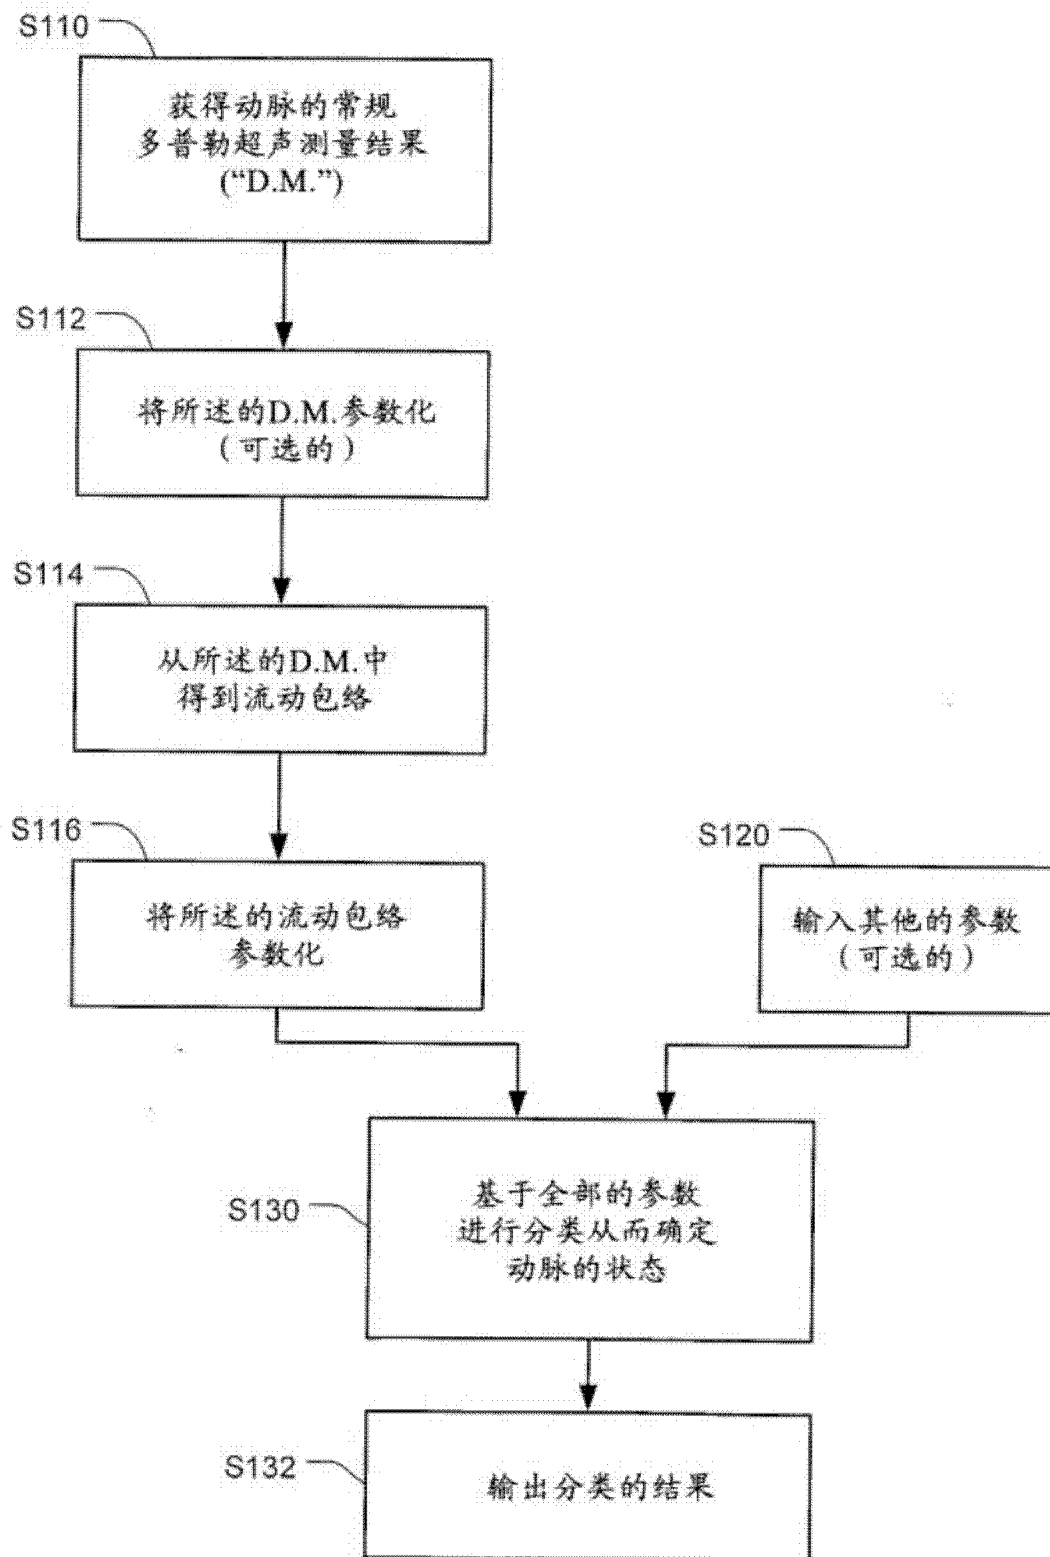 S110
获得动脉的常规
多普勒超声测量结果
(“D.M.”)
S112
将所述的D.M.参数化
(可选的)
S114
从所述的D.M.中
得到流动包络
S116
将所述的流动包络
参数化
S120
输入其他的参数
(可选的)
S130
基于全部的参数
进行分类从而确定
动脉的状态
S132
输出分类的结果